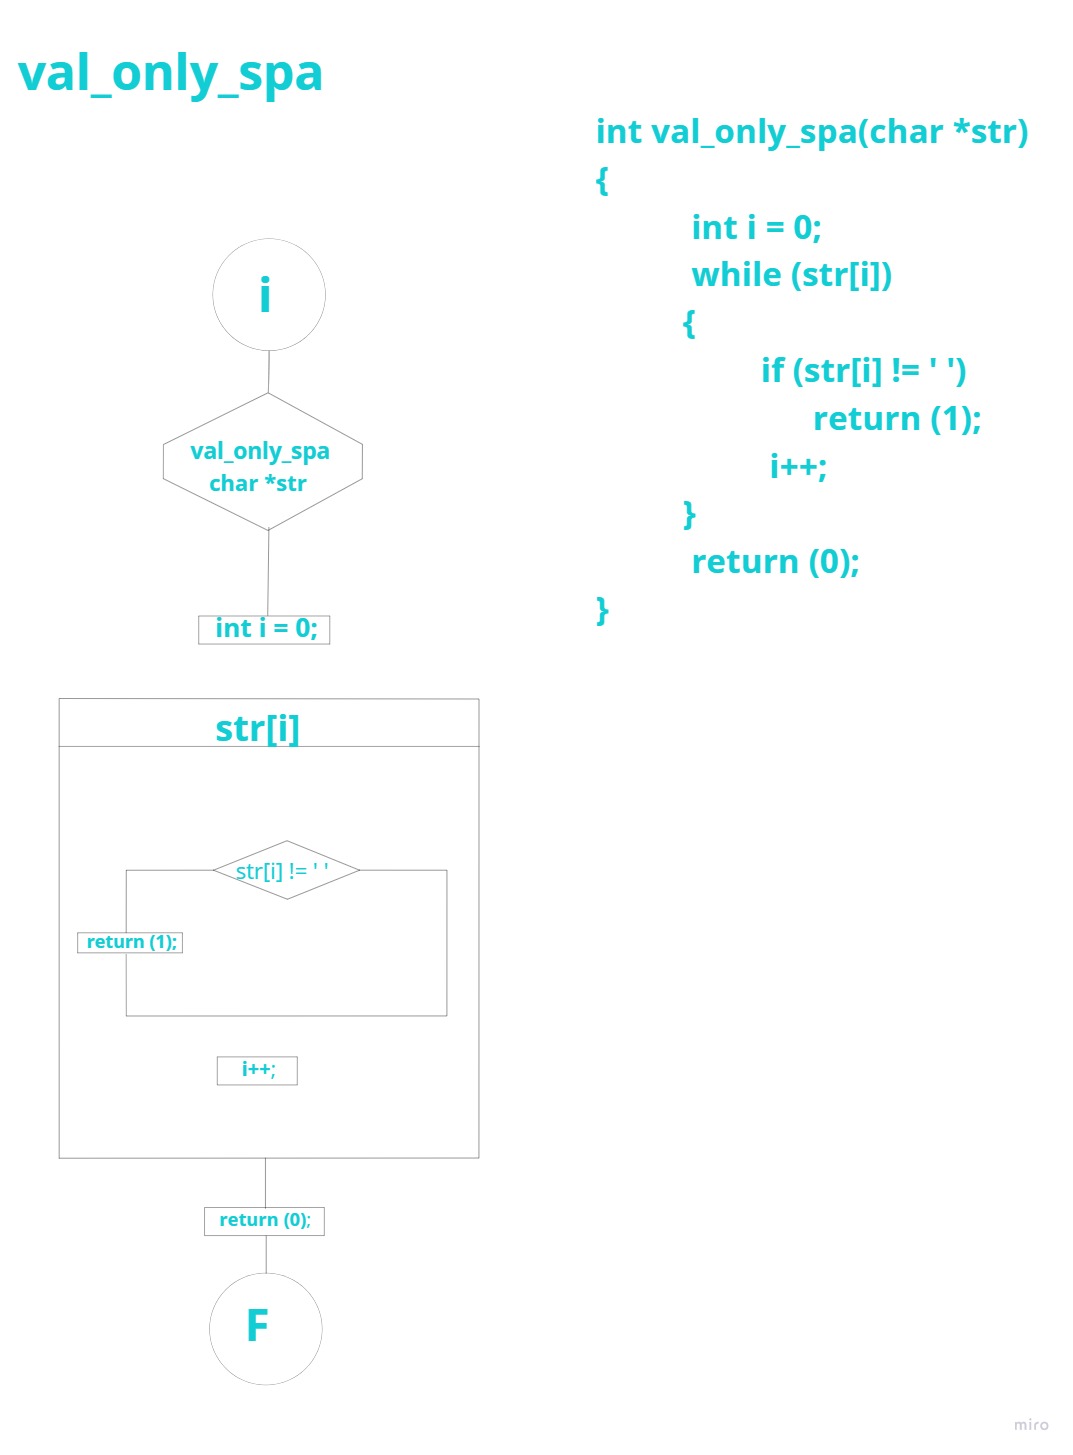 val_only_spa
int val_only_spa(char *str)
{
int i = 0;
while (str[i])
{
if (str[i] != ' ')
return (1);
i++;
}
return (0);
}
i
val_only_spa
char *str
int i = 0;
str[i]
str[i] != ' '
return (1);
i++;
return (0);
F
miro